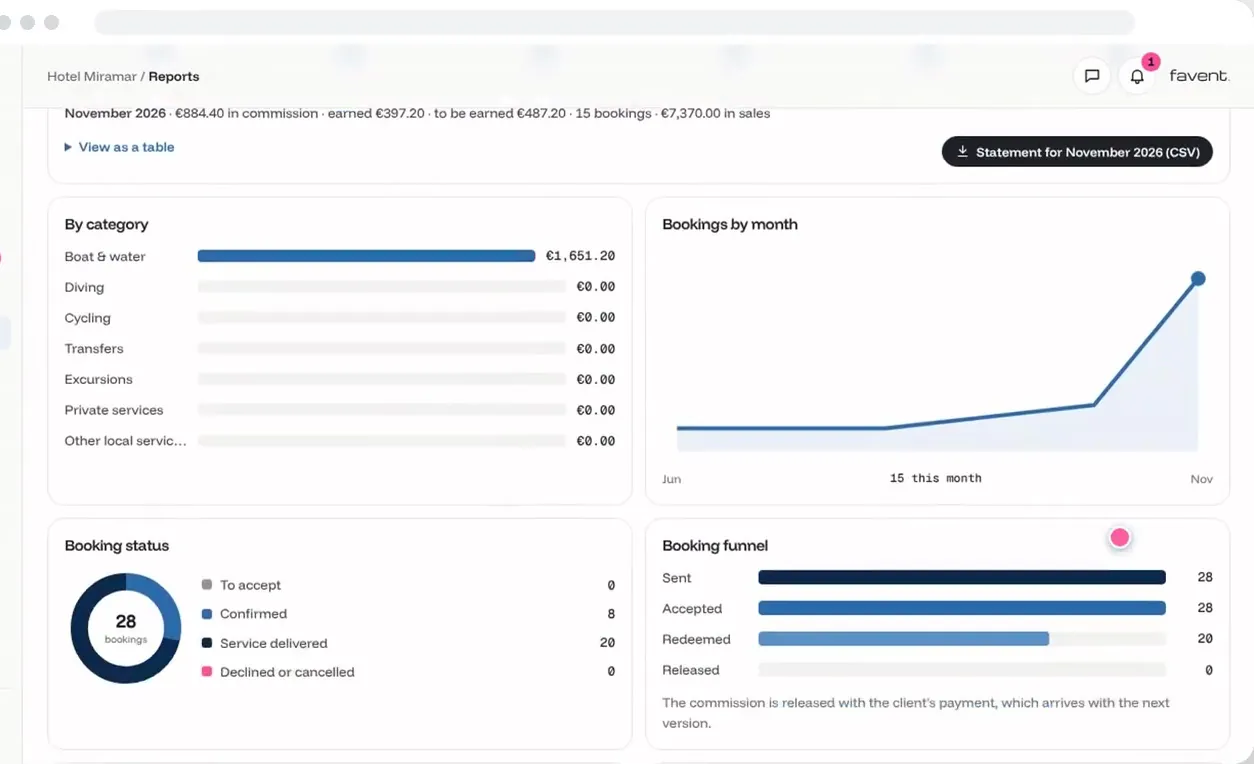 Hotel Miramar / Reports
1
favent.
November 2026 · €884.40 in commission · earned €397.20 · to be earned €487.20 · 15 bookings · €7,370.00 in sales
View as a table
Statement for November 2026 (CSV)
By category
Boat & water €1,651.20
Diving €0.00
Cycling €0.00
Transfers €0.00
Excursions €0.00
Private services €0.00
Other local servic... €0.00
Bookings by month
Jun 15 this month Nov
Booking status
28
bookings
To accept 0
Confirmed 8
Service delivered 20
Declined or cancelled 0
Booking funnel
Sent 28
Accepted 28
Redeemed 20
Released 0
The commission is released with the client's payment, which arrives with the next
version.